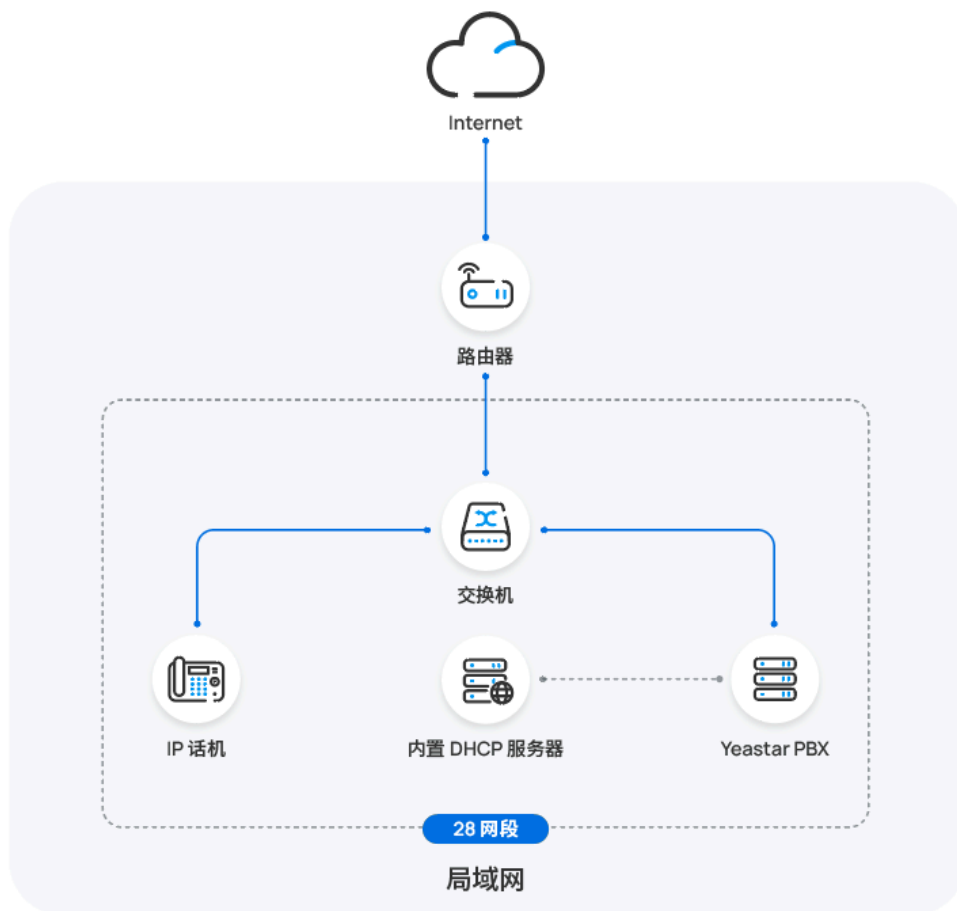 Internet
路由器
交换机
IP 话机
内置 DHCP 服务器
Yeastar PBX
28 网段
局域网